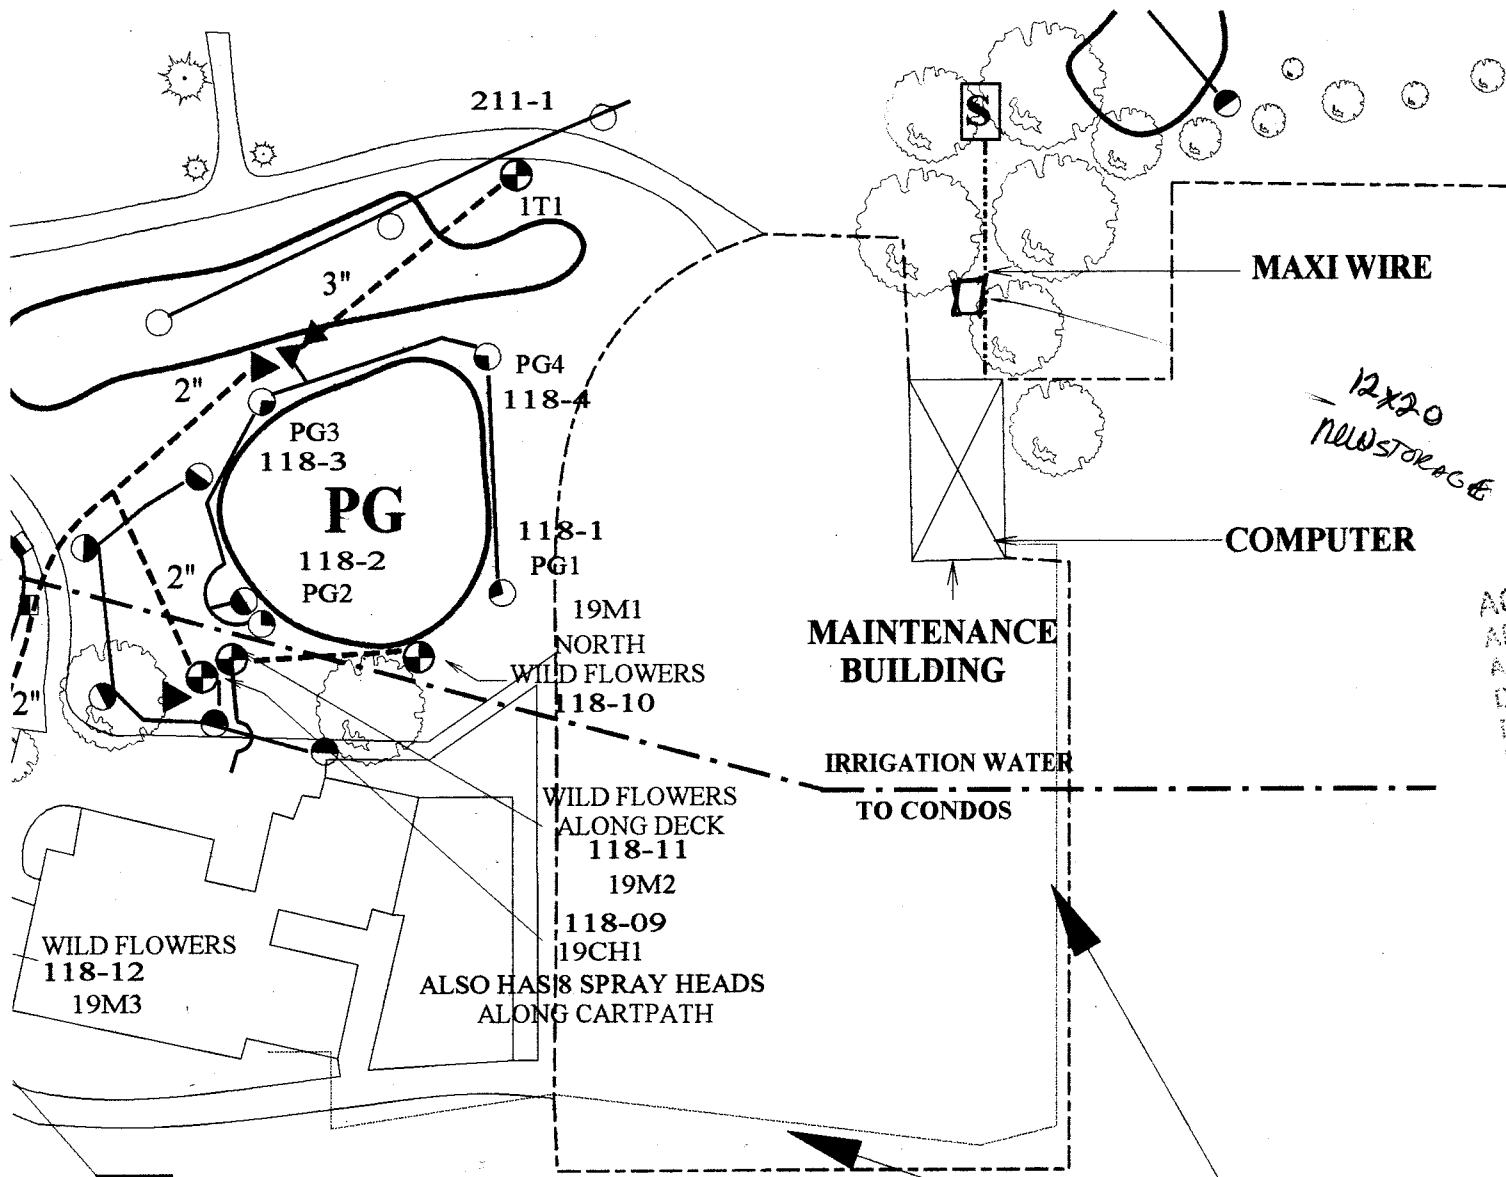 211-1
S
1T1
3"
MAXI WIRE
PG4
2"
118-4
12x20
NEW STORAGE
PG3
118-3
PG
118-1
COMPUTER
118-2
PG1
2"
PG2
19M1
NORTH
WILD FLOWERS
118-10
MAINTENANCE
BUILDING
2"
IRRIGATION WATER
TO CONDOS
WILD FLOWERS
ALONG DECK
118-11
19M2
118-09
19CH1
ALSO HAS 8 SPRAY HEADS
ALONG CARTPATH
WILD FLOWERS
118-12
19M3